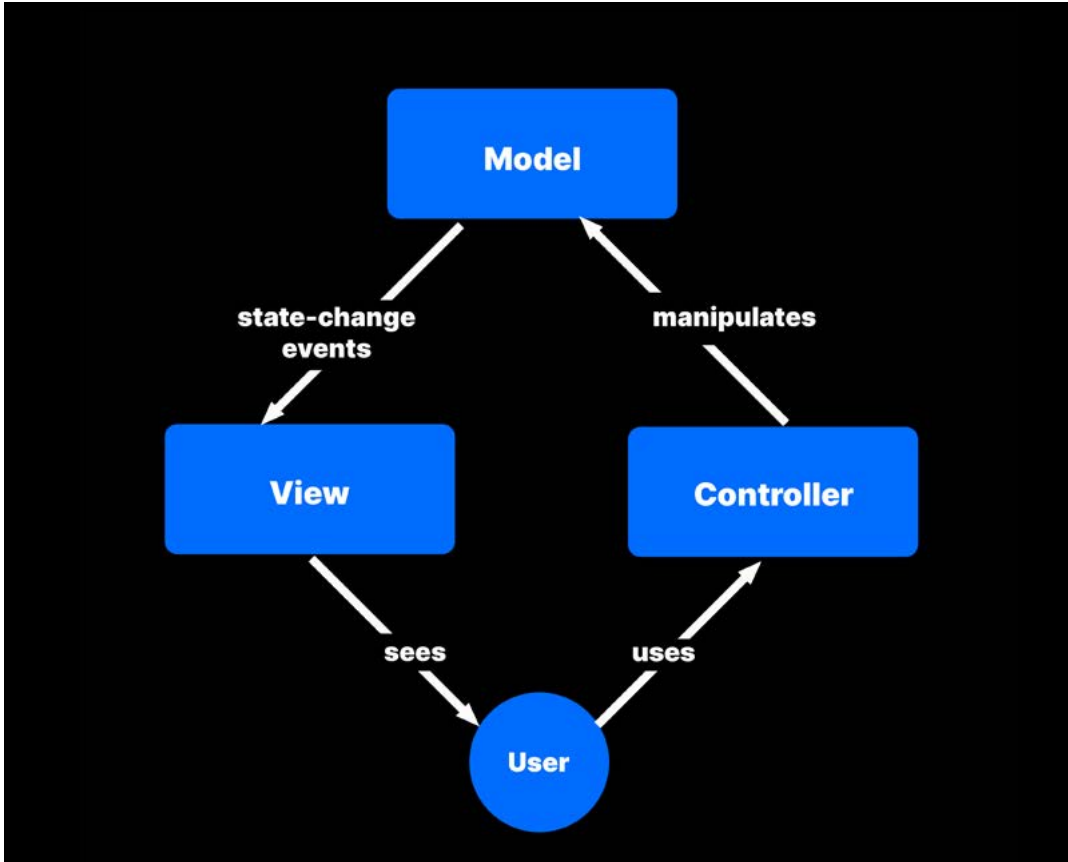 Model
state-change
events
manipulates
View
Controller
sees
uses
User